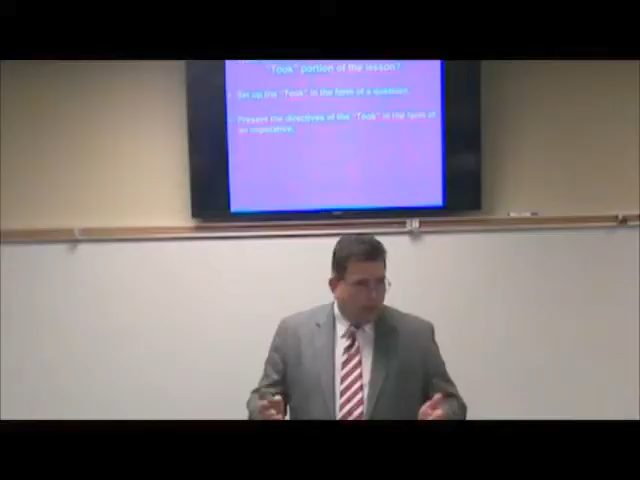 "Took" portion of the lesson?
Set up the "Took" in the form of a question.
Present the directives of the "Took" in the form of
an imperative.